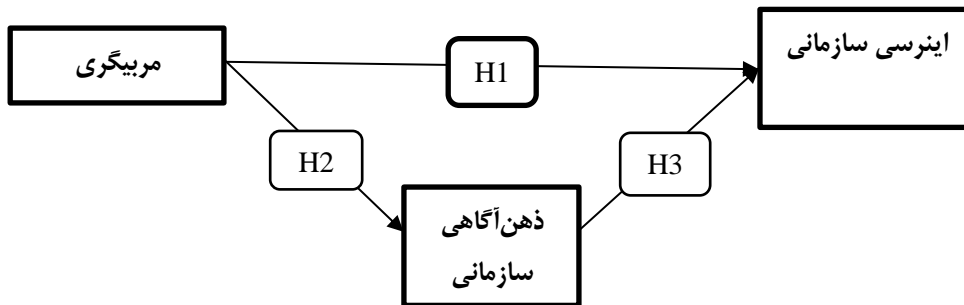 اینرسی سازمانی
مربیگری
H1
H2
H3
ذهن‌آگاهی
سازمانی